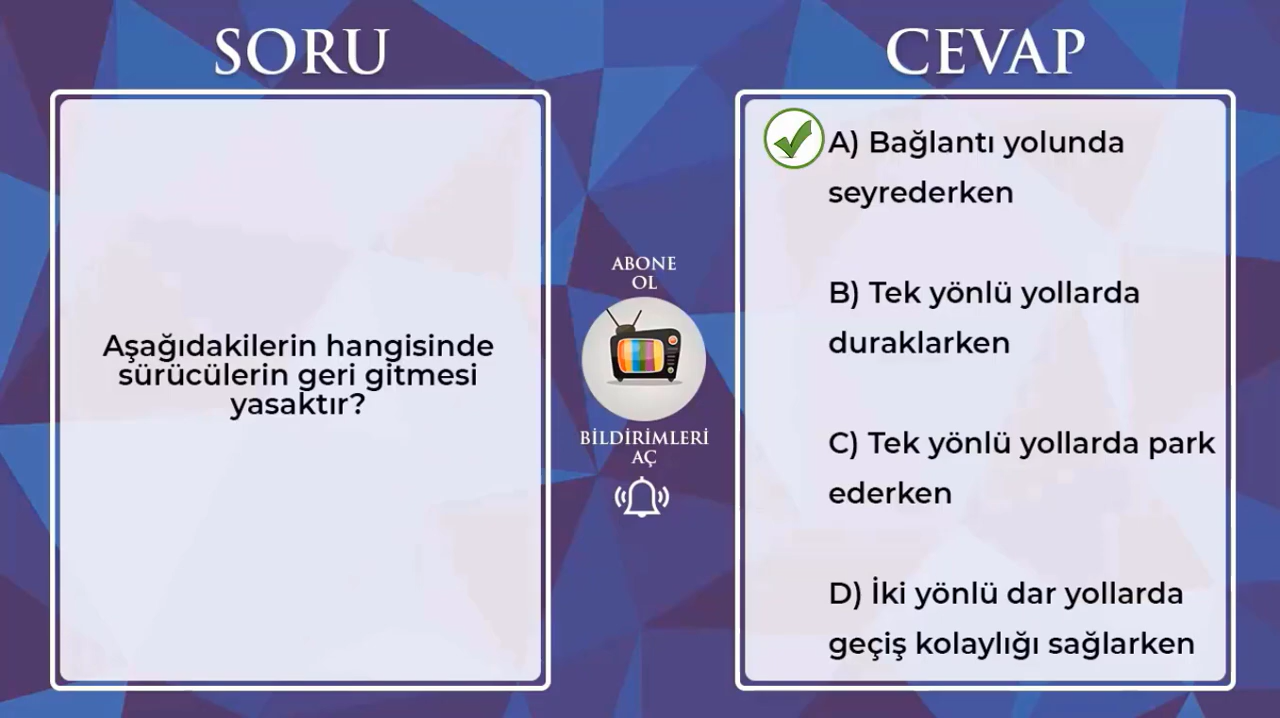 SORU
Aşağıdakilerin hangisinde
sürücülerin geri gitmesi
yasaktır?
ABONE
OL
BİLDİRİMLERİ
AÇ
CEVAP
A) Bağlantı yolunda
seyrederken
B) Tek yönlü yollarda
duraklarken
C) Tek yönlü yollarda park
ederken
D) İki yönlü dar yollarda
geçiş kolaylığı sağlarken